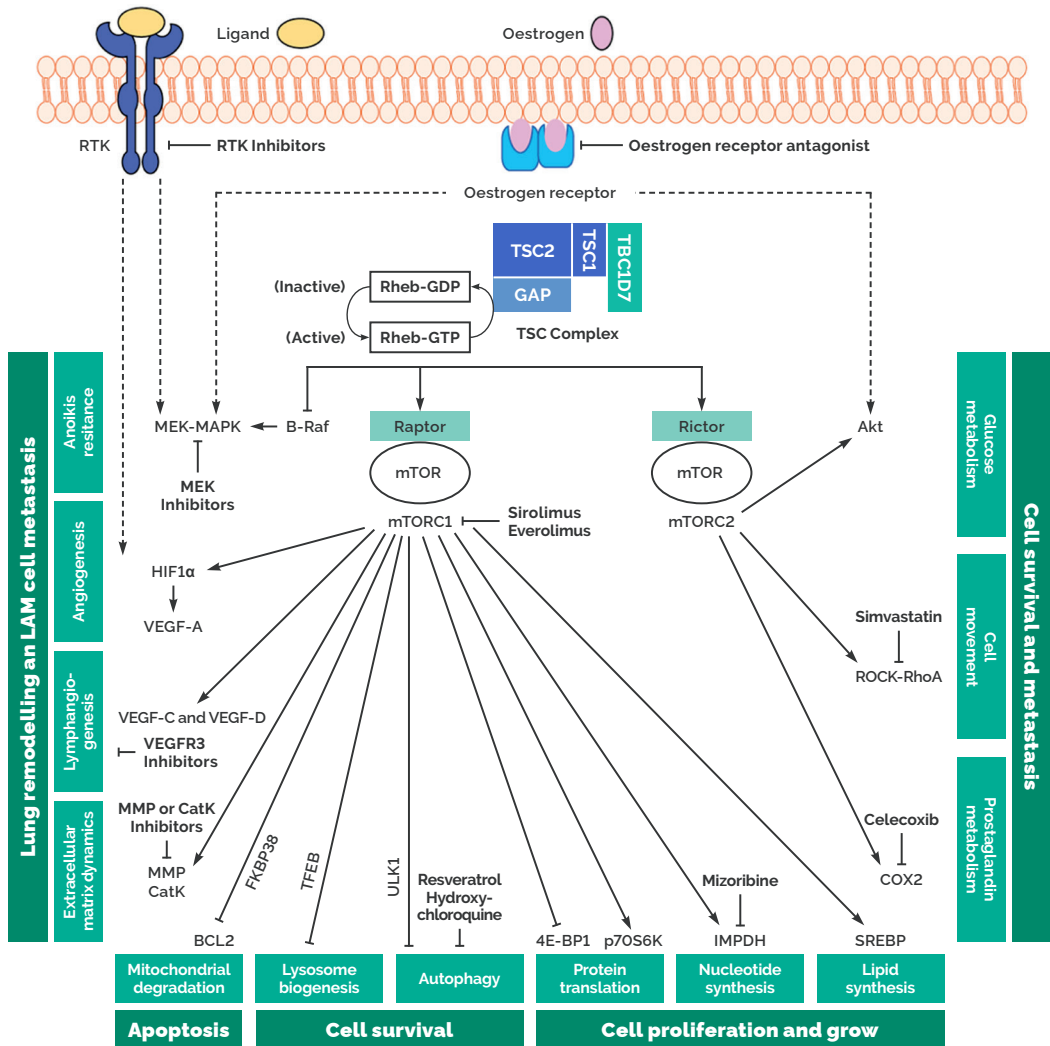 Ligand
Oestrogen
RTK
RTK Inhibitors
Oestrogen receptor antagonist
Oestrogen receptor
TSC2
TSC1
TBC1D7
GAP
TSC Complex
(Inactive)
Rheb-GDP
(Active)
Rheb-GTP
MEK-MAPK
B-Raf
Raptor
Rictor
Akt
mTOR
mTOR
MEK
Inhibitors
mTORC1
Sirolimus
Everolimus
mTORC2
HIF1α
VEGF-A
Simvastatin
ROCK-RhoA
VEGF-C and VEGF-D
VEGFR3
Inhibitors
MMP or CatK
Inhibitors
MMP
CatK
FKBP38
TFEB
ULK1
Resveratrol
Hydroxy-
chloroquine
Mizoribine
Celecoxib
COX2
BCL2
4E-BP1
p70S6K
IMPDH
SREBP
Lung remodelling an LAM cell metastasis
Anoikis
resitance
Angiogenesis
Lymphangio-
genesis
Extracellular
matrix dynamics
Glucose
metabolism
Cell
movement
Prostaglandin
metabolism
Cell survival and metastasis
Mitochondrial
degradation
Lysosome
biogenesis
Autophagy
Protein
translation
Nucleotide
synthesis
Lipid
synthesis
Apoptosis
Cell survival
Cell proliferation and grow